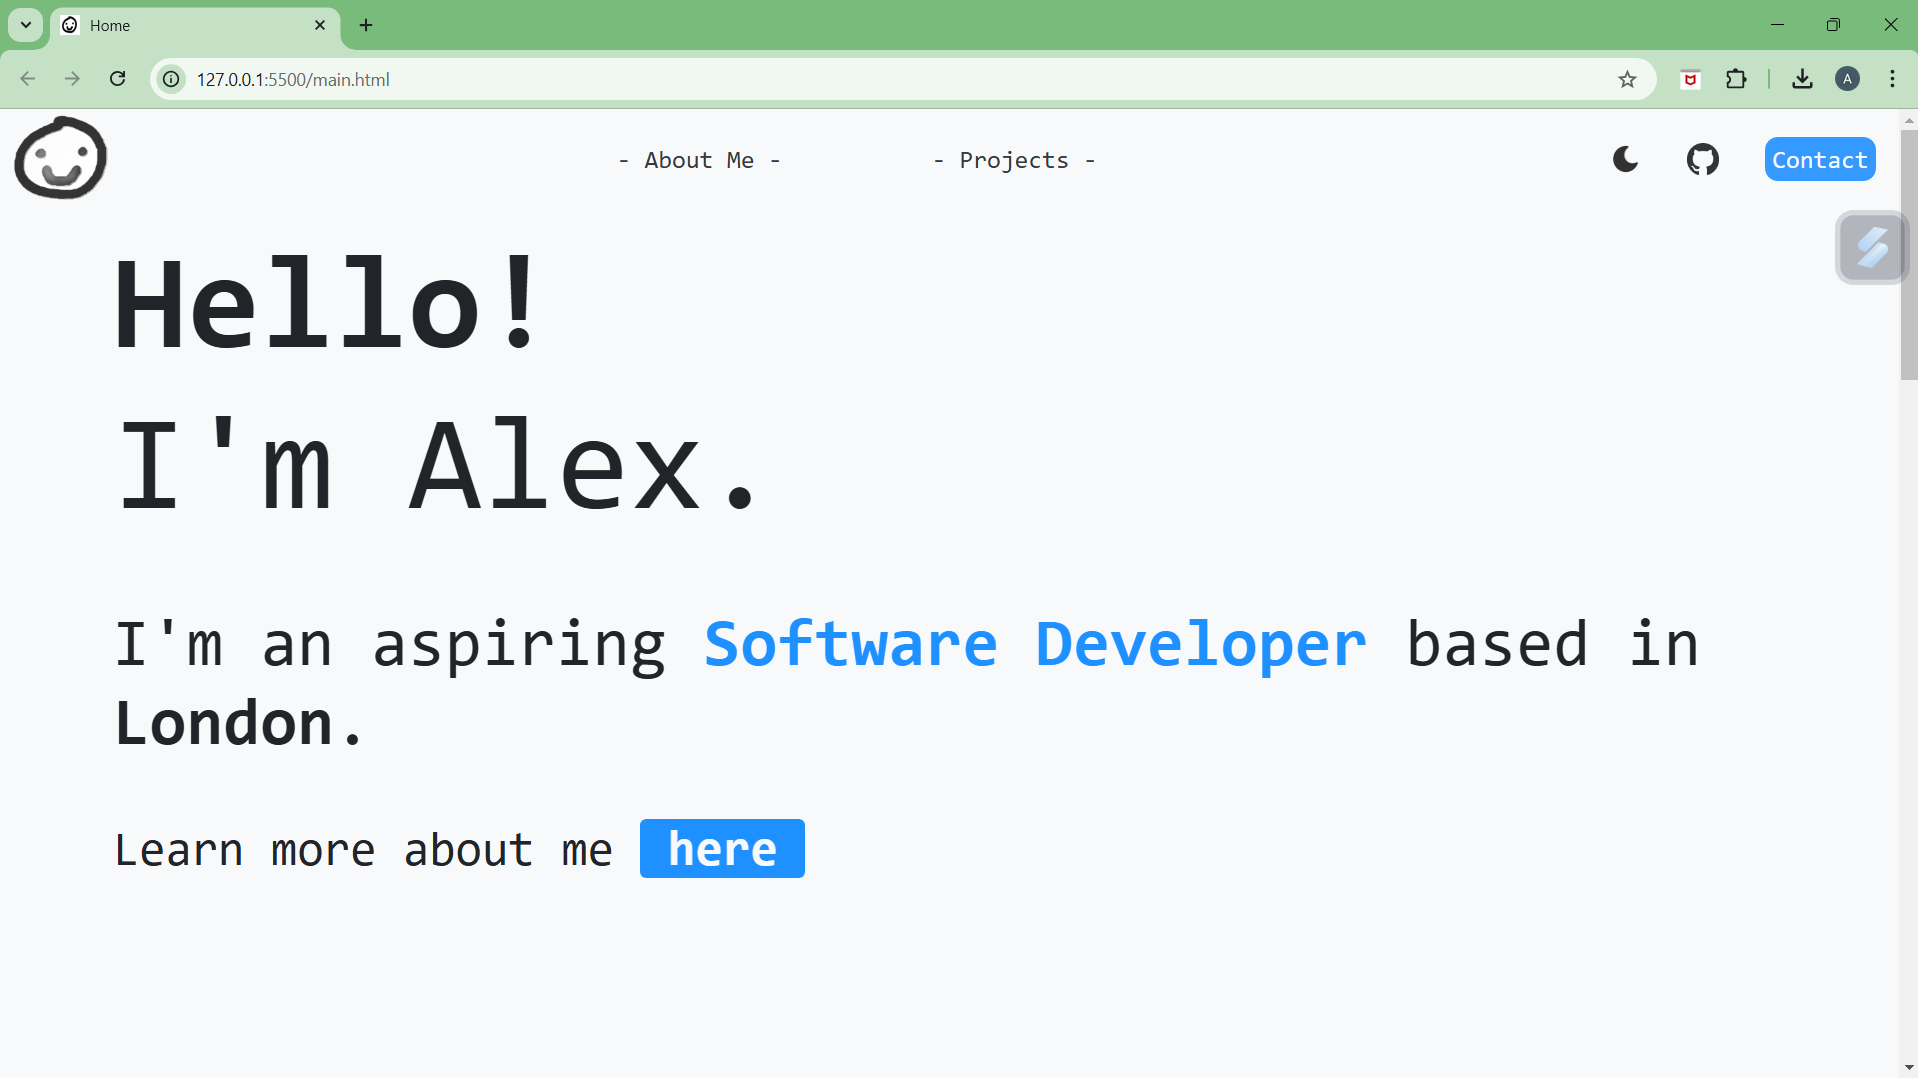 Home
127.0.0.1:5500/main.html
A
- About Me -
- Projects -
Contact
Hello!
I'm Alex.
I'm an aspiring Software Developer based in
London.
Learn more about me here